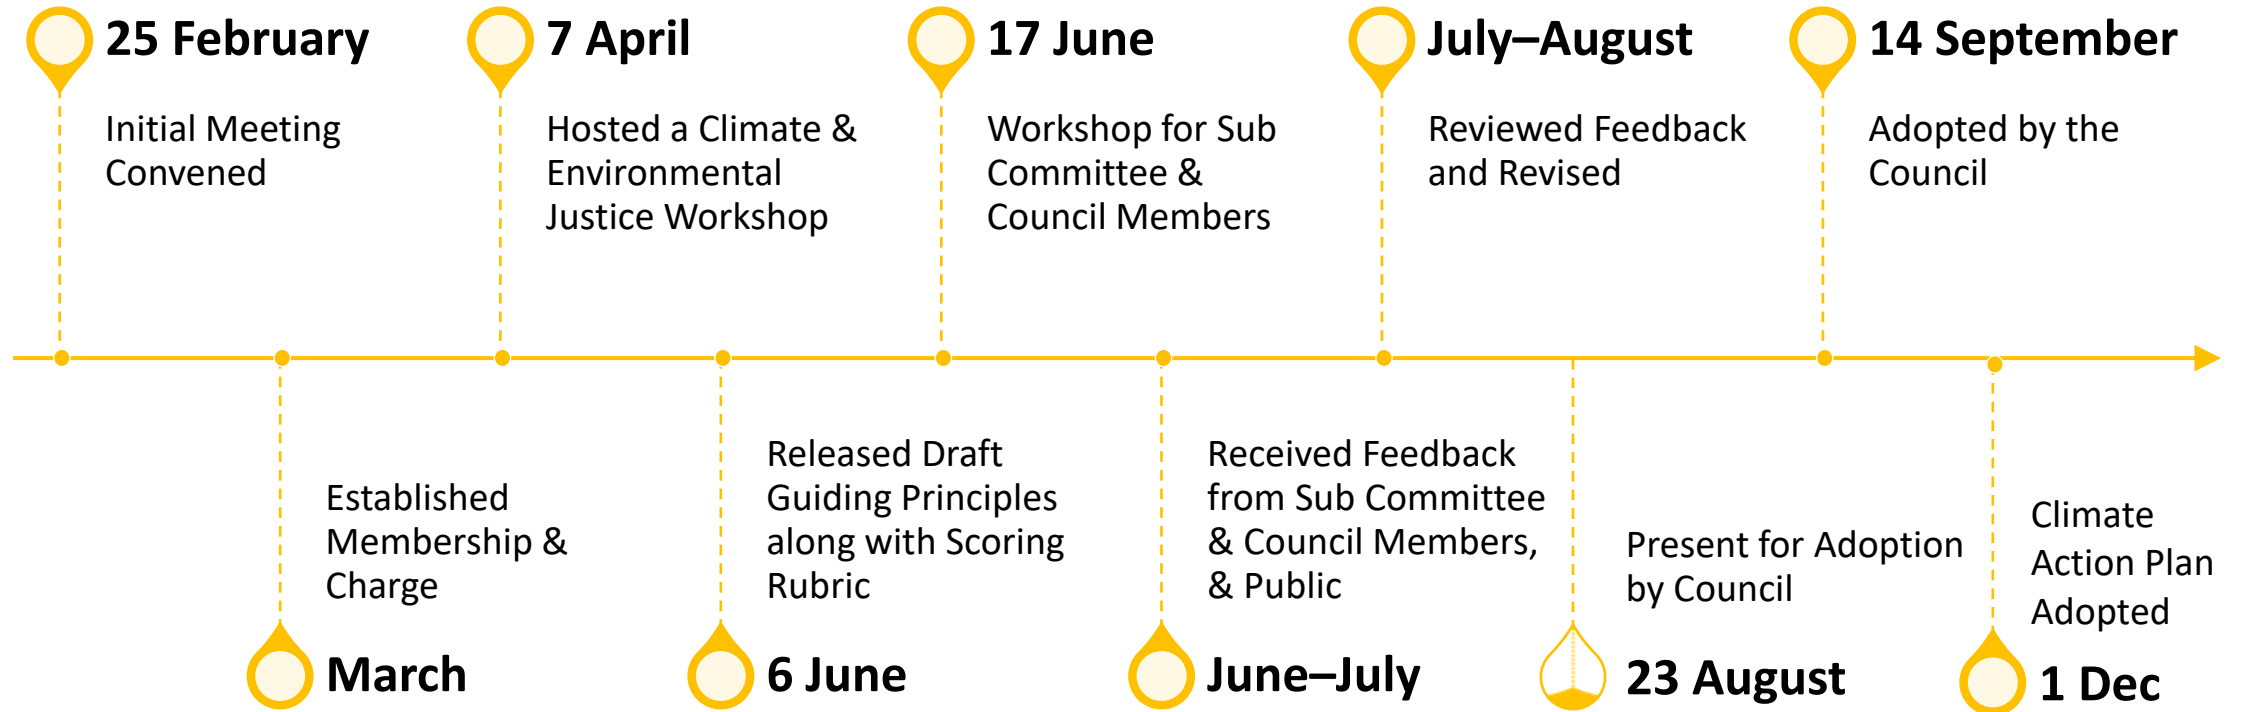 25 February
Initial Meeting
Convened
7 April
Hosted a Climate &
Environmental
Justice Workshop
17 June
Workshop for Sub
Committee &
Council Members
July–August
Reviewed Feedback
and Revised
14 September
Adopted by the
Council
Established
Membership &
Charge
March
Released Draft
Guiding Principles
along with Scoring
Rubric
6 June
Received Feedback
from Sub Committee
& Council Members,
& Public
June–July
Present for Adoption
by Council
23 August
Climate
Action Plan
Adopted
1 Dec